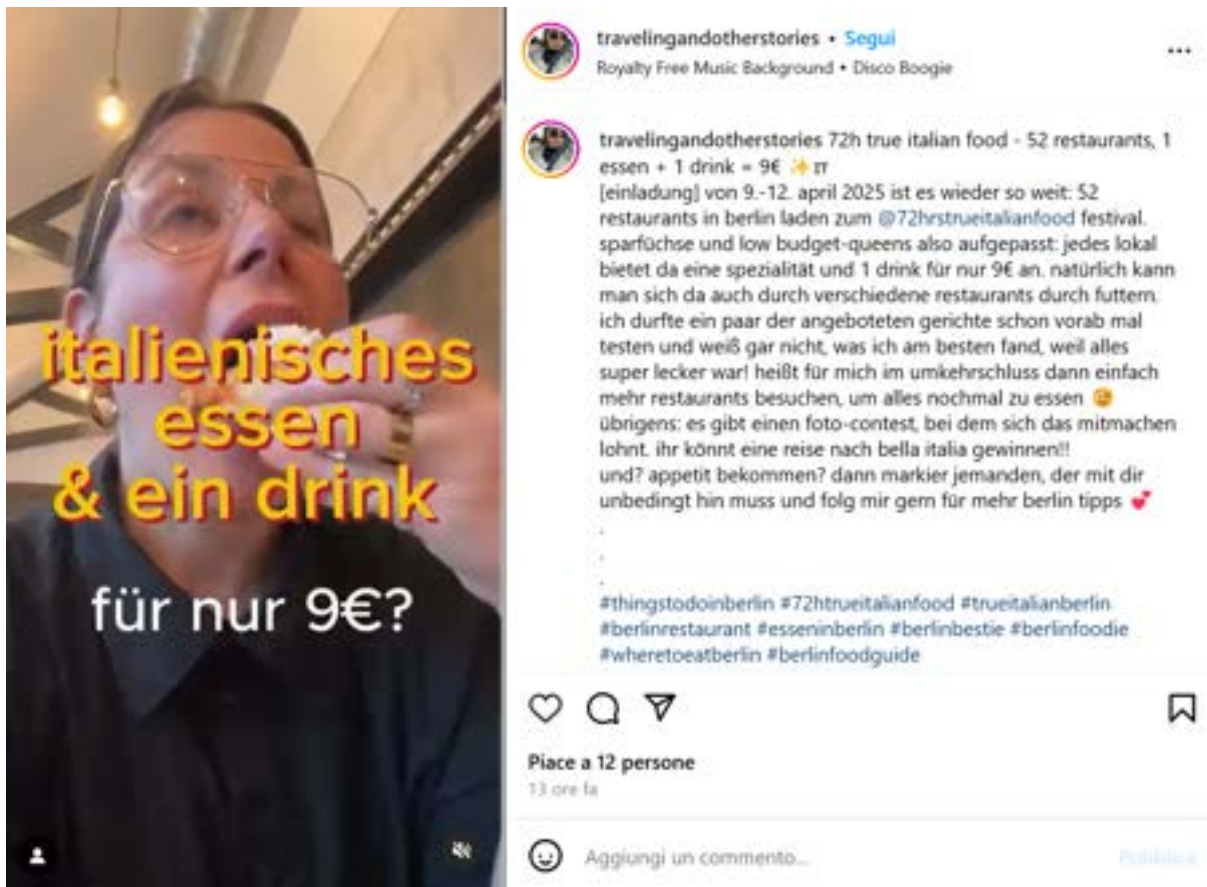 italienisches
essen
& ein drink
für nur 9€?
travelingandotherstories • Segui
Royalty Free Music Background • Disco Boogie
travelingandotherstories 72h true italian food - 52 restaurants, 1
essen + 1 drink = 9€ ✨ IT
[einladung] von 9.-12. april 2025 ist es wieder so weit: 52
restaurants in berlin laden zum @72hrstrueitalianfood festival.
sparfüchse und low budget-queens also aufgepasst: jedes lokal
bietet da eine spezialität und 1 drink für nur 9€ an. natürlich kann
man sich da auch durch verschiedene restaurants durch futtern.
ich durfte ein paar der angeboteten gerichte schon vorab mal
testen und weiß gar nicht, was ich am besten fand, weil alles
super lecker war! heißt für mich im umkehrschluss dann einfach
mehr restaurants besuchen, um alles nochmal zu essen 🧐
übrigens: es gibt einen foto-contest, bei dem sich das mitmachen
lohnt. ihr könnt eine reise nach bella italia gewinnen!!
und? appetit bekommen? dann markier jemanden, der mit dir
unbedingt hin muss und folg mir gern für mehr berlin tipps 💕
.
.
.
#thingstodoinberlin #72htrueitalianfood #trueitalianberlin
#berlinrestaurant #esseninberlin #berlinbestie #berlinfoodie
#wheretoeatberlin #berlinfoodguide
Piace a 12 persone
13 ore fa
Aggiungi un commento...
Pubblica